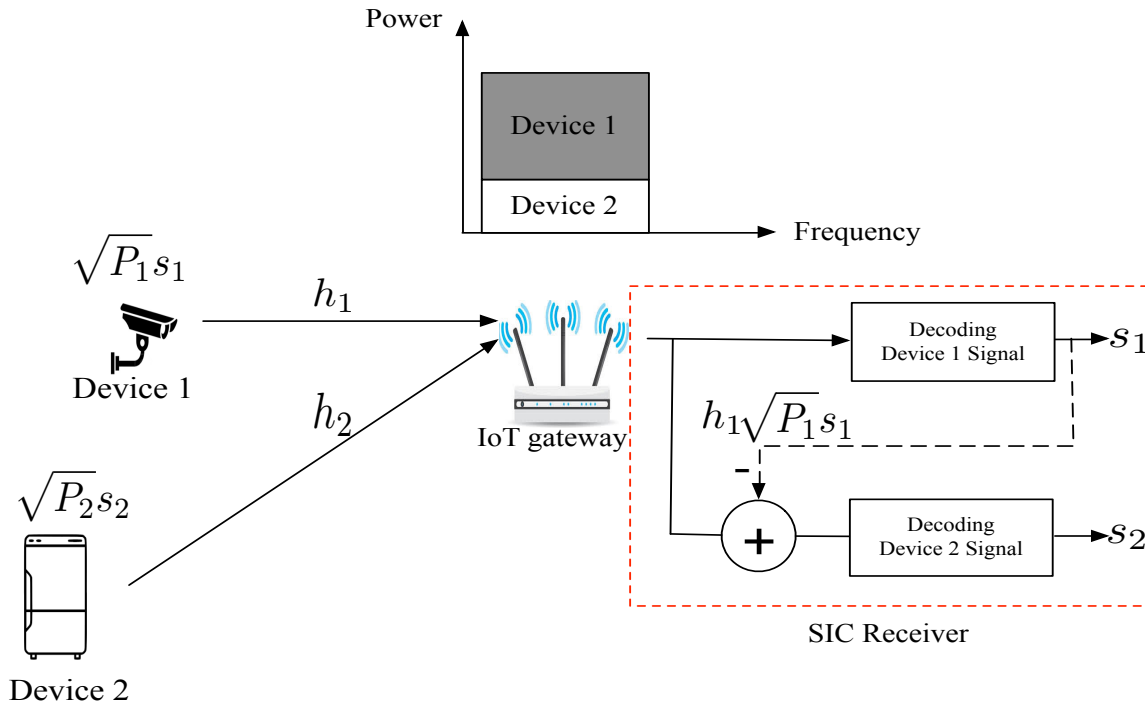 Power
Device 1
Device 2
Frequency
√P₁s₁
h₁
Device 1
h₂
IoT gateway
√P₂s₂
Device 2
Decoding
Device 1 Signal
s₁
h₁√P₁s₁
-
+
Decoding
Device 2 Signal
s₂
SIC Receiver